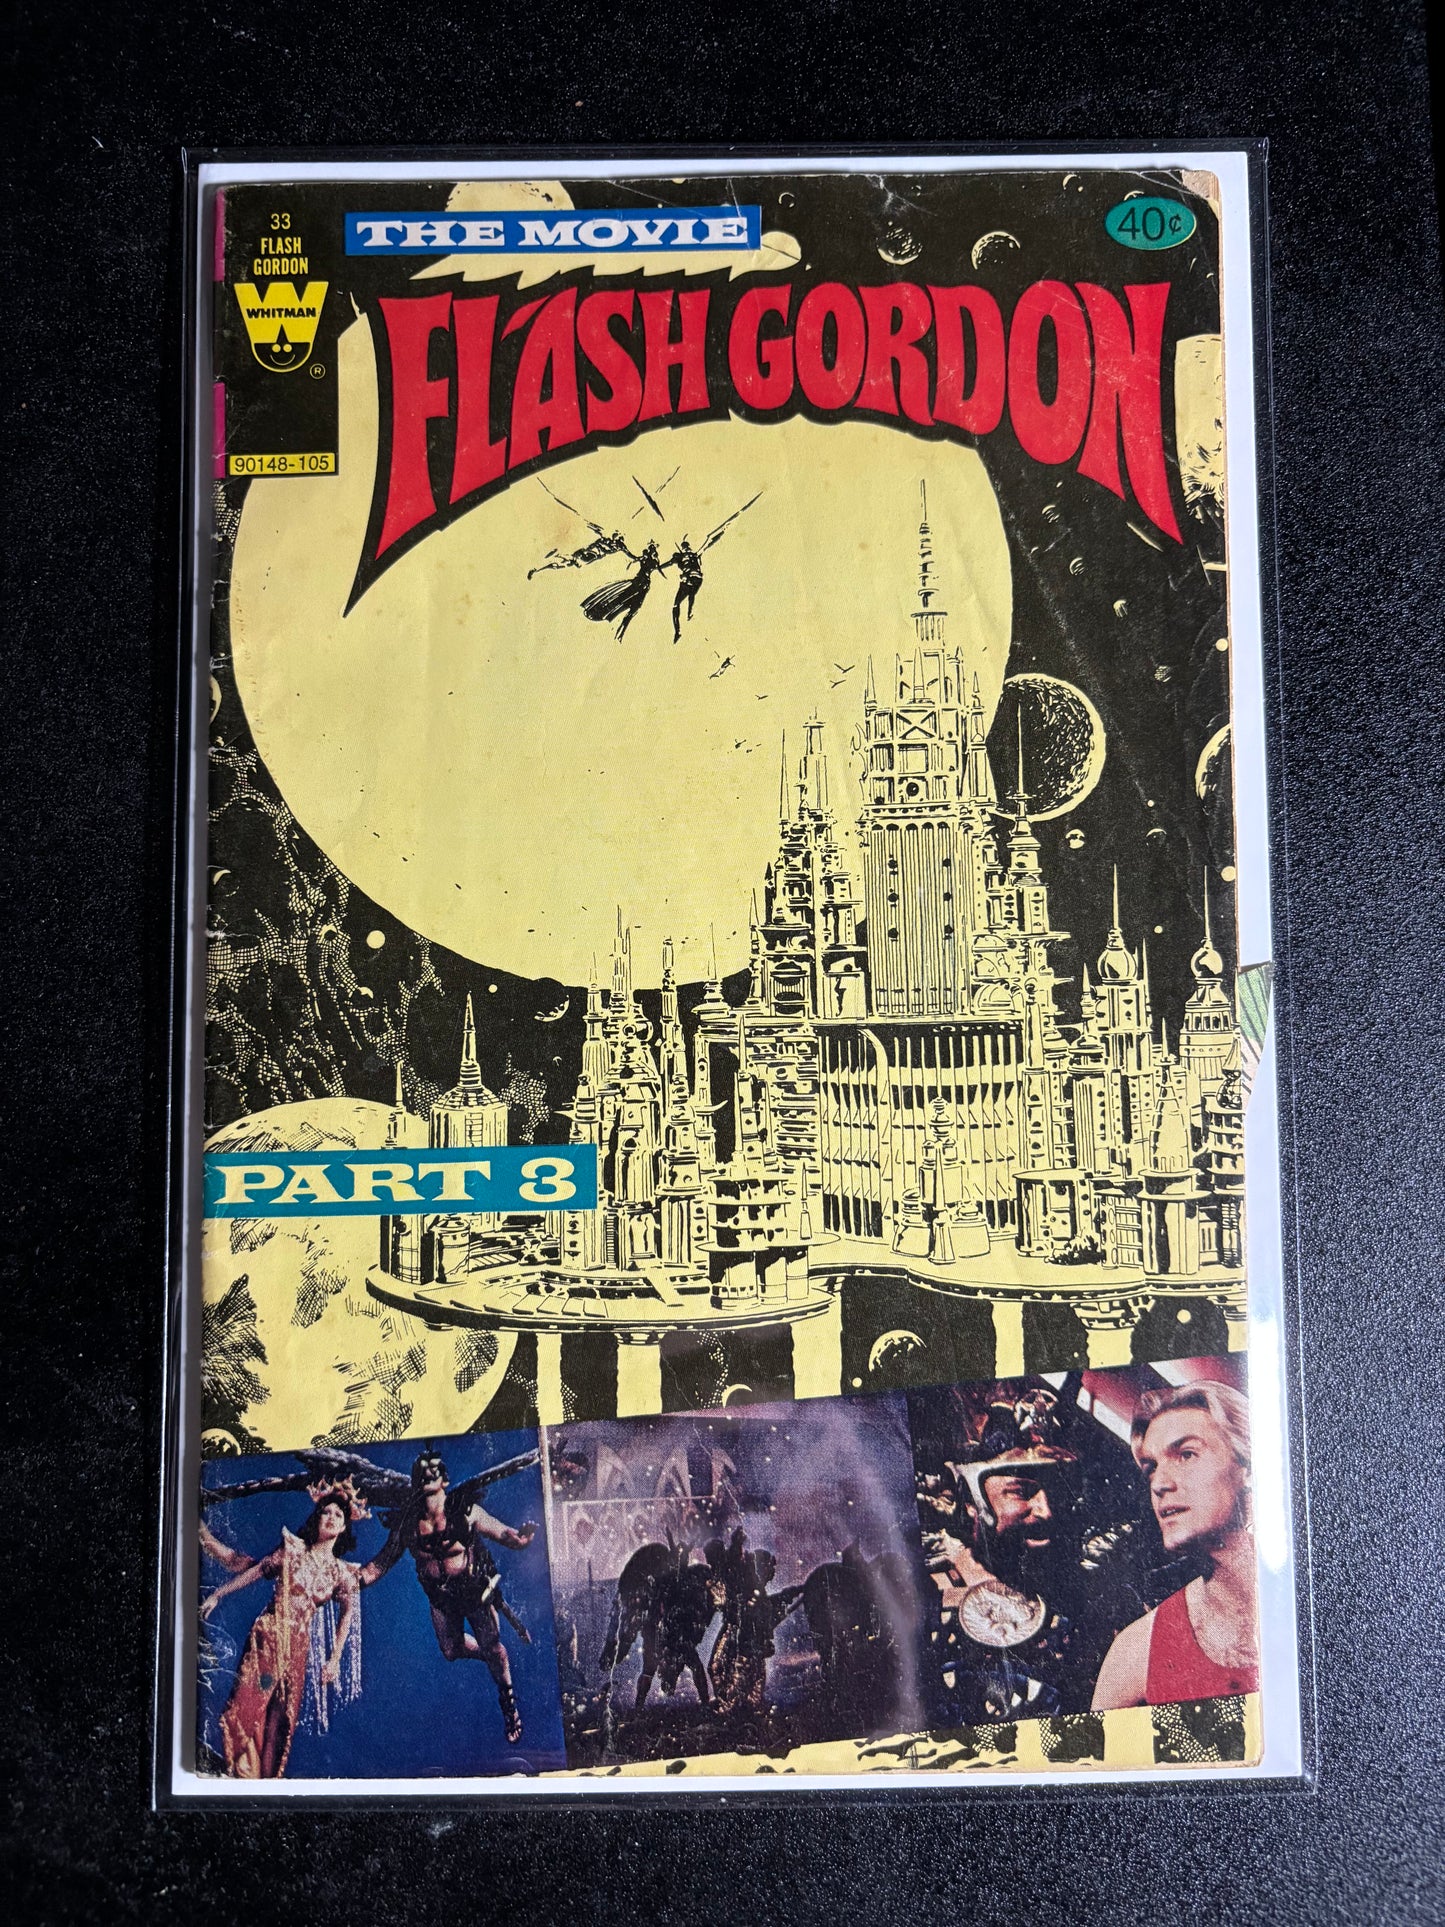 33
FLASH
GORDON
WHITMAN
®
90148-105
THE MOVIE
40¢
FLASH GORDON
PART 3